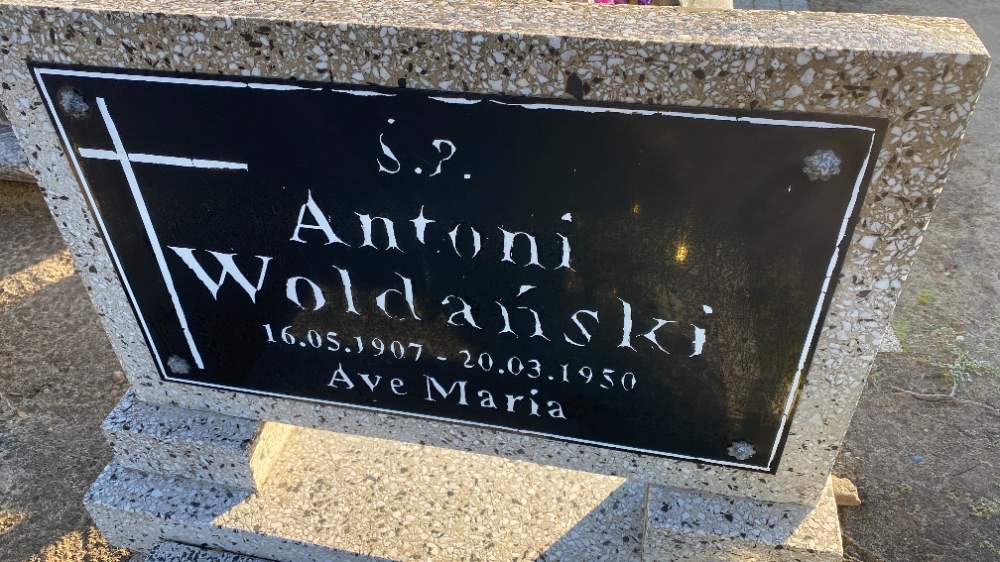 Ś.P.
Antoni
Woldański
16.05.1907 - 20.03.1950
Ave Maria